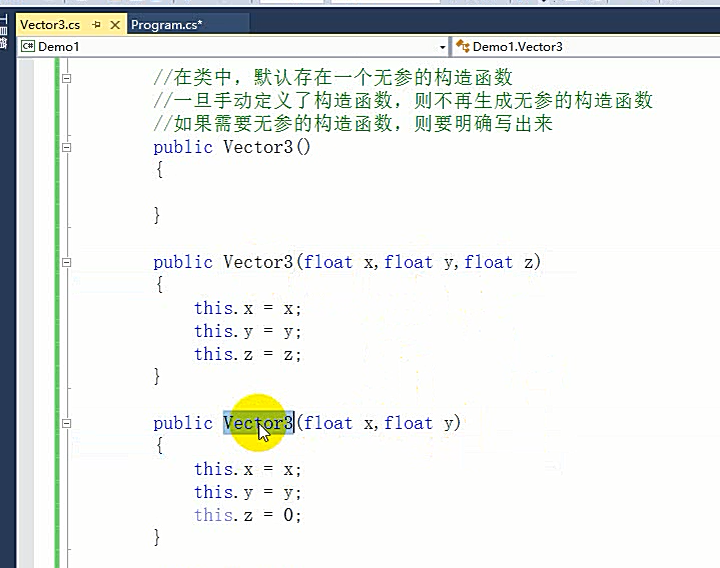 Vector3.cs
Program.cs*
C# Demo1
Demo1.Vector3
//在类中，默认存在一个无参的构造函数
//一旦手动定义了构造函数，则不再生成无参的构造函数
//如果需要无参的构造函数，则要明确写出来
public Vector3()
{
}
public Vector3(float x,float y,float z)
{
this.x = x;
this.y = y;
this.z = z;
}
public Vector3(float x,float y)
{
this.x = x;
this.y = y;
this.z = 0;
}